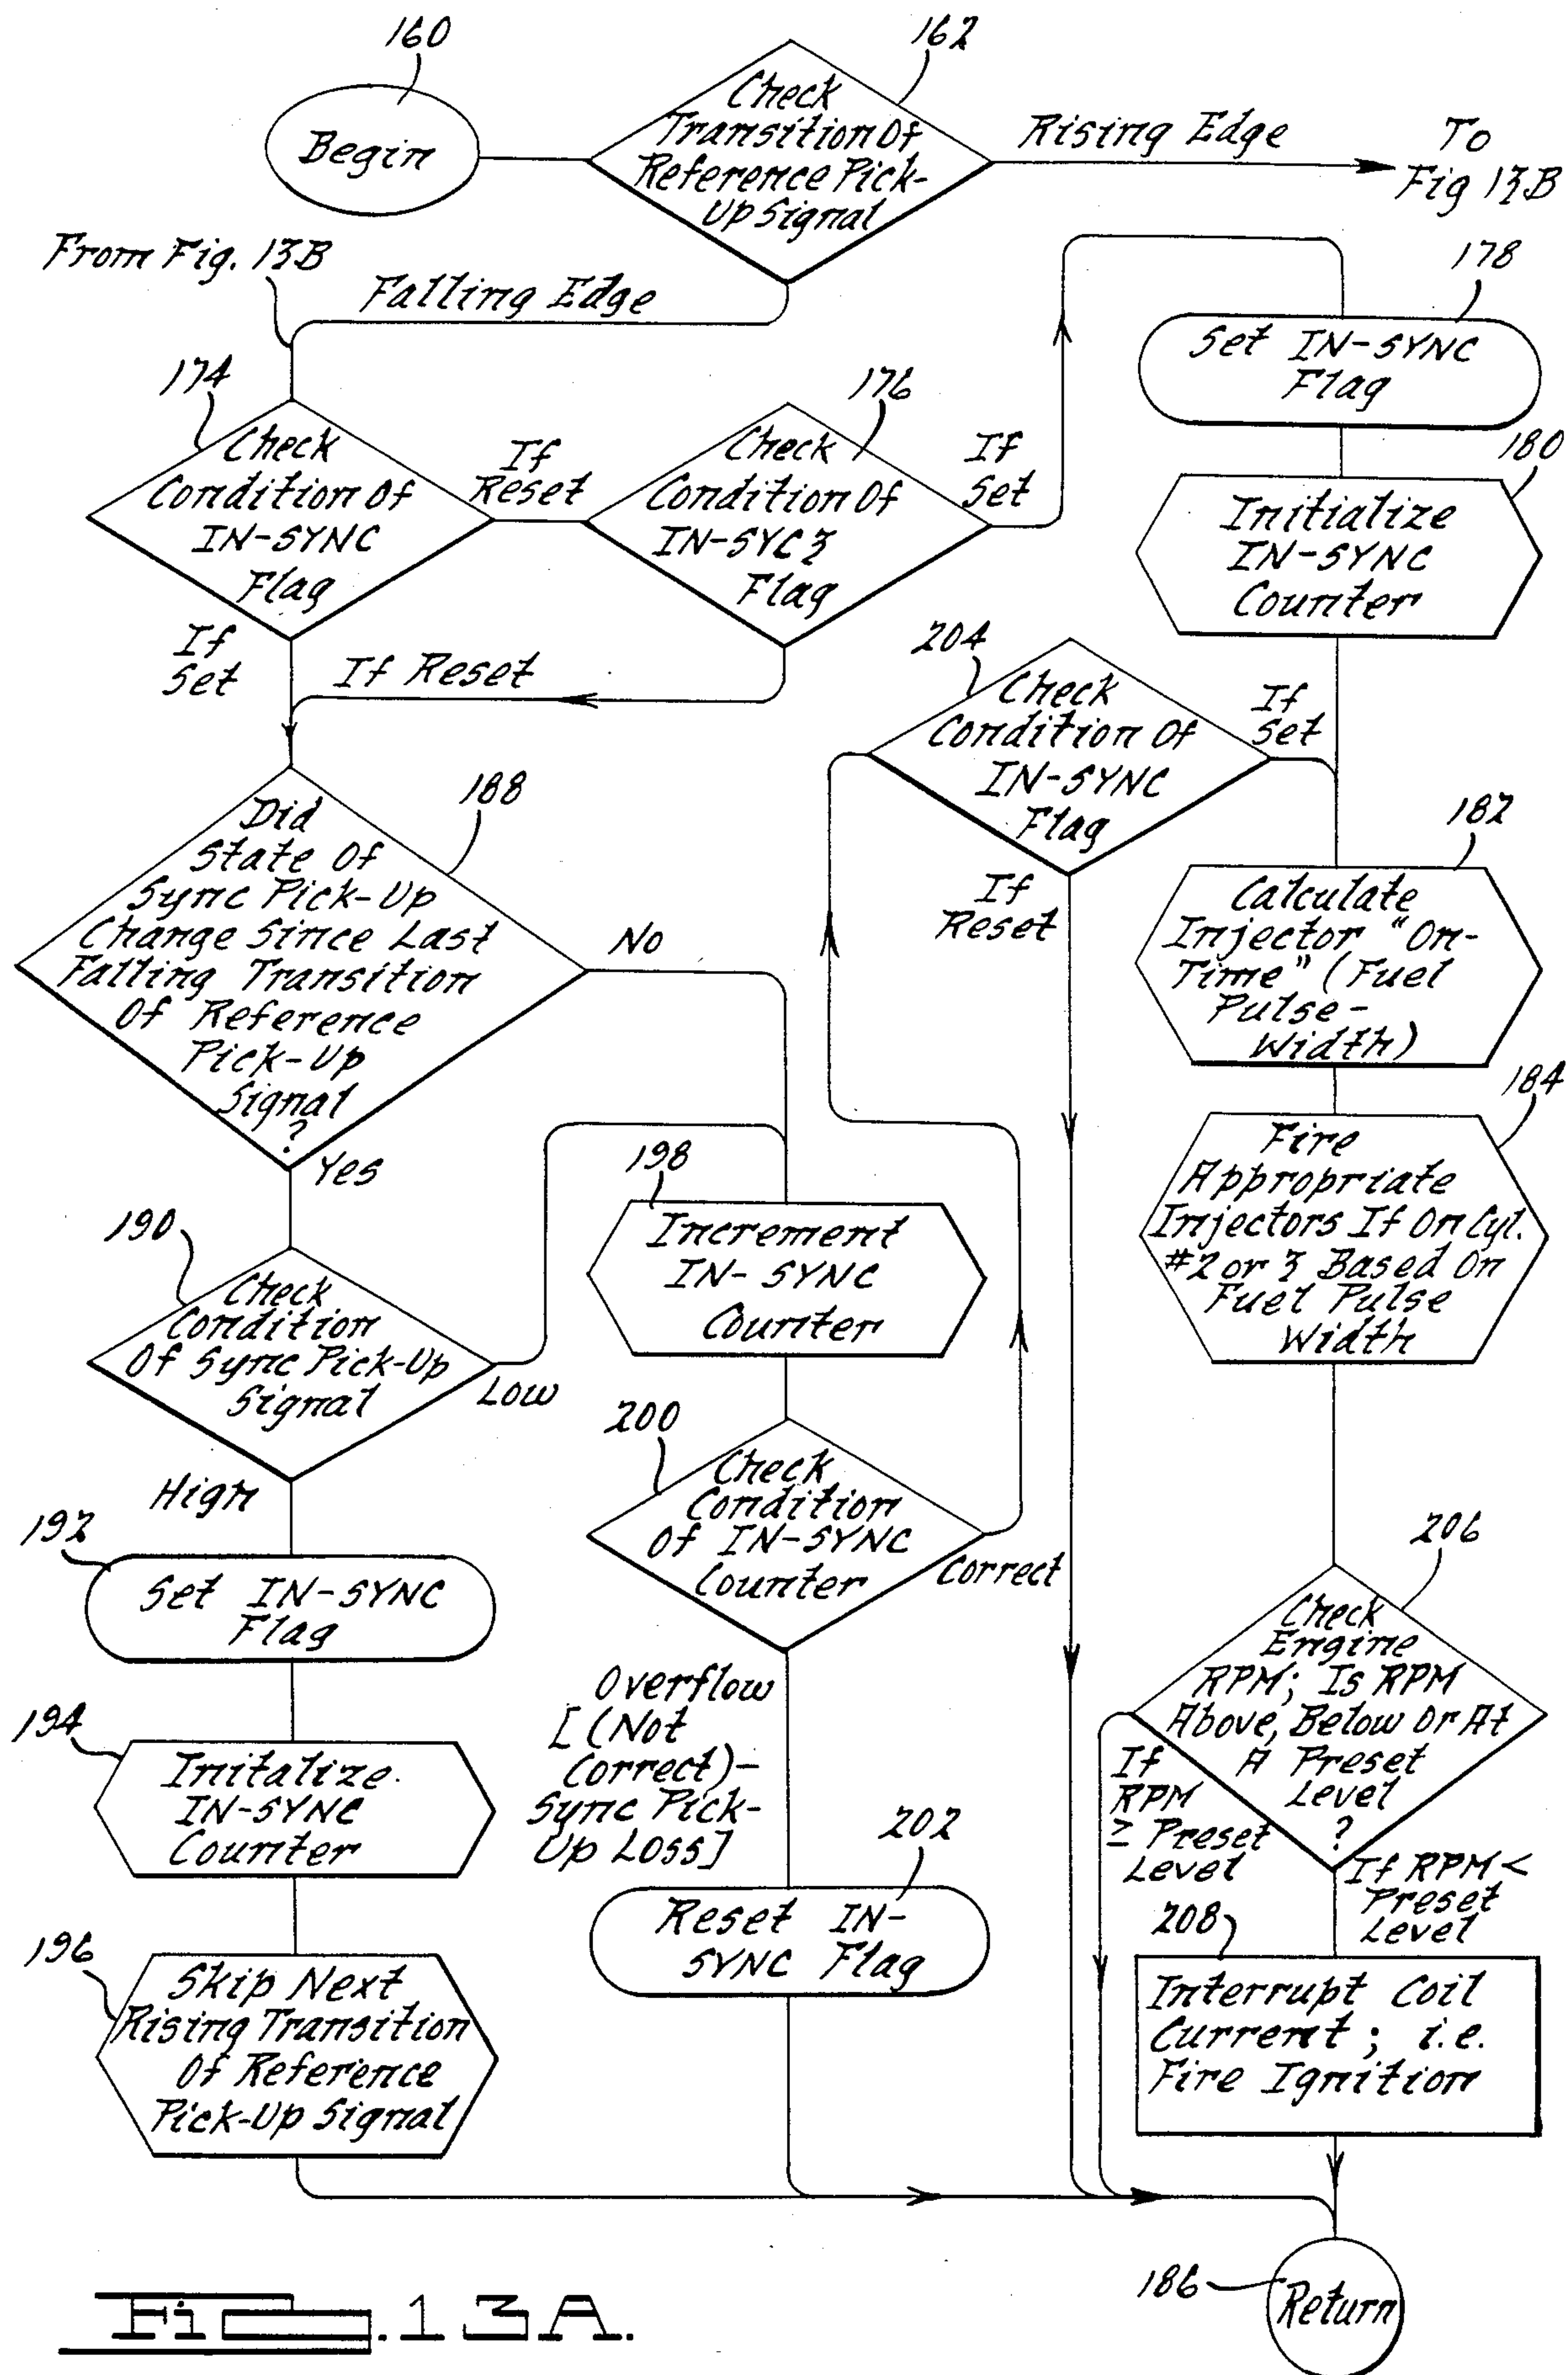 160
162
Begin
Check
Transition Of
Reference Pick-
Up Signal
Rising Edge
To
Fig 13B
From Fig. 13B
Falling Edge
174
Check
Condition Of
IN-SYNC
Flag
If
Reset
176
Check
Condition Of
IN-SYC3
Flag
If
Set
178
Set IN-SYNC
Flag
180
Initialize
IN-SYNC
Counter
If
Set
If Reset
204
Check
Condition Of
IN-SYNC
Flag
If
Set
If
Reset
188
Did
State Of
Sync Pick-Up
Change Since Last
Falling Transition
Of Reference
Pick-Up
Signal
?
No
Yes
182
Calculate
Injector "On-
Time" (Fuel
Pulse-
Width)
184
Fire
Appropriate
Injectors If On Cyl.
#2 or 3 Based On
Fuel Pulse
Width
190
Check
Condition
Of Sync Pick-Up
Signal
Low
High
198
Increment
IN-SYNC
Counter
200
Check
Condition
Of IN-SYNC
Counter
Correct
192
Set IN-SYNC
Flag
Overflow
[(Not
Correct)-
Sync Pick-
Up Loss]
206
Check
Engine
RPM; Is RPM
Above, Below Or At
A Preset
Level
?
If
RPM
≥ Preset
Level
If RPM <
Preset
Level
194
Initalize
IN-SYNC
Counter
202
Reset IN-
SYNC Flag
208
Interrupt Coil
Current; i.e.
Fire Ignition
196
Skip Next
Rising Transition
Of Reference
Pick-Up Signal
186
Return
Fig. 13A.